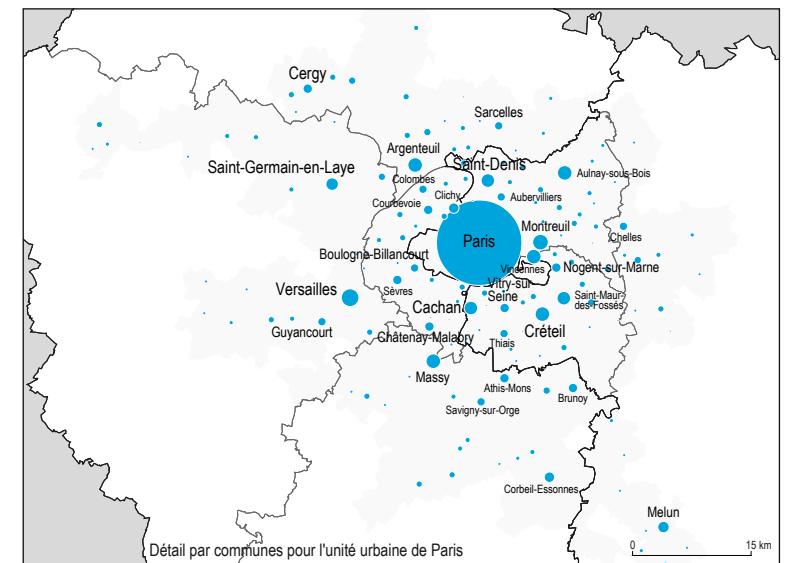 Cergy
Sarcelles
Argenteuil
Saint-Denis
Saint-Germain-en-Laye
Colombes
Aulnay-sous-Bois
Clichy
Aubervilliers
Courbevoie
Montreuil
Paris
Chelles
Boulogne-Billancourt
Vincennes
Nogent-sur-Marne
Versailles
Sèvres
Vitry-sur-
Seine
Saint-Maur-
des-Fossés
Cachan
Guyancourt
Châtenay-Malabry
Créteil
Thiais
Massy
Athis-Mons
Brunoy
Savigny-sur-Orge
Corbeil-Essonnes
Melun
Détail par communes pour l'unité urbaine de Paris
0 15 km